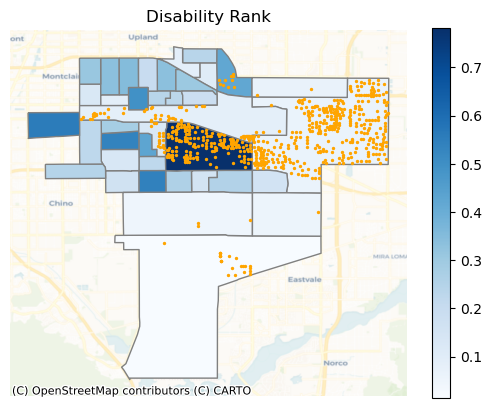 Disability Rank
ont
Upland
Montclair
Chino
MIRA LOMA
Eastvale
Norco
(C) OpenStreetMap contributors (C) CARTO
0.7
0.6
0.5
0.4
0.3
0.2
0.1